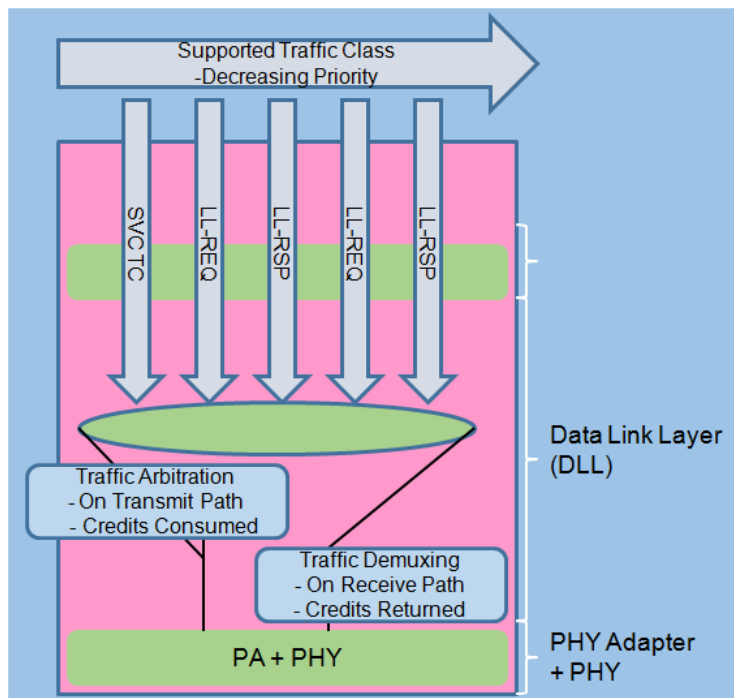 Supported Traffic Class
-Decreasing Priority
SVC TC
LL-REQ
LL-RSP
LL-REQ
LL-RSP
Data Link Layer
(DLL)
Traffic Arbitration
- On Transmit Path
- Credits Consumed
Traffic Demuxing
- On Receive Path
- Credits Returned
PA + PHY
PHY Adapter
+ PHY